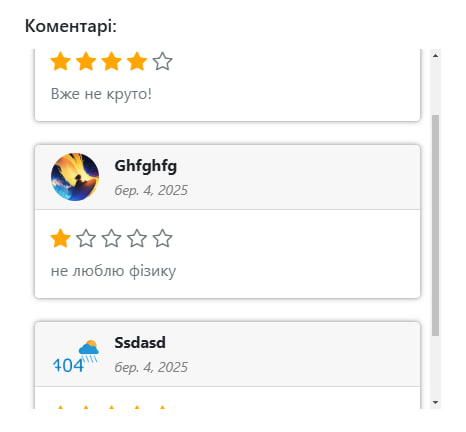 Коментарі:
Вже не круто!
Ghfghfg
бер. 4, 2025
не люблю фізику
404
Ssdasd
бер. 4, 2025